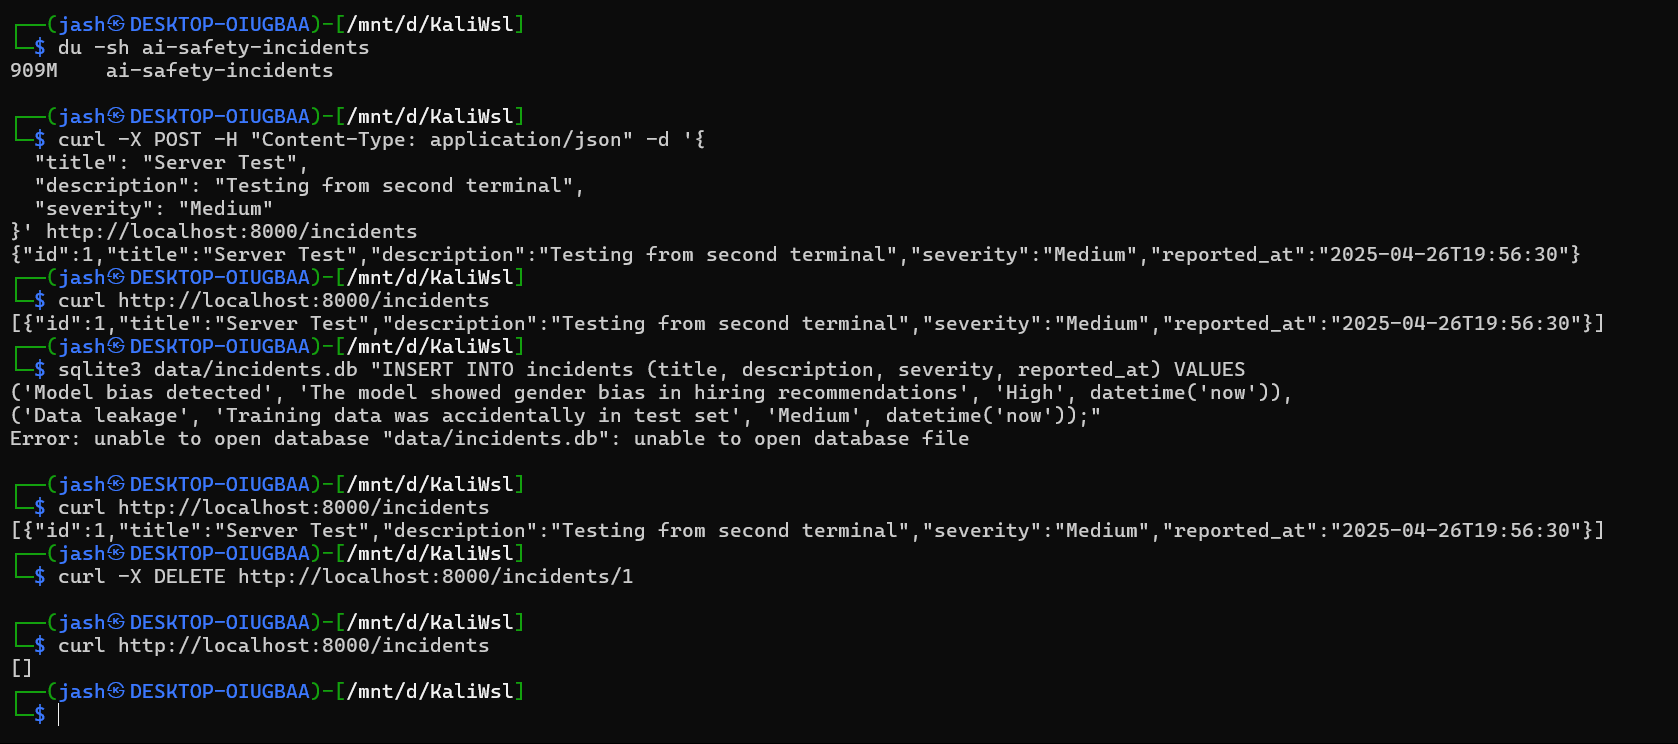 ┌──(jash㉿DESKTOP-OIUGBAA)-[/mnt/d/KaliWsl]
└─$ du -sh ai-safety-incidents
909M    ai-safety-incidents
┌──(jash㉿DESKTOP-OIUGBAA)-[/mnt/d/KaliWsl]
└─$ curl -X POST -H "Content-Type: application/json" -d '{
  "title": "Server Test",
  "description": "Testing from second terminal",
  "severity": "Medium"
}' http://localhost:8000/incidents
{"id":1,"title":"Server Test","description":"Testing from second terminal","severity":"Medium","reported_at":"2025-04-26T19:56:30"}
┌──(jash㉿DESKTOP-OIUGBAA)-[/mnt/d/KaliWsl]
└─$ curl http://localhost:8000/incidents
[{"id":1,"title":"Server Test","description":"Testing from second terminal","severity":"Medium","reported_at":"2025-04-26T19:56:30"}]
┌──(jash㉿DESKTOP-OIUGBAA)-[/mnt/d/KaliWsl]
└─$ sqlite3 data/incidents.db "INSERT INTO incidents (title, description, severity, reported_at) VALUES
('Model bias detected', 'The model showed gender bias in hiring recommendations', 'High', datetime('now')),
('Data leakage', 'Training data was accidentally in test set', 'Medium', datetime('now'));"
Error: unable to open database "data/incidents.db": unable to open database file
┌──(jash㉿DESKTOP-OIUGBAA)-[/mnt/d/KaliWsl]
└─$ curl http://localhost:8000/incidents
[{"id":1,"title":"Server Test","description":"Testing from second terminal","severity":"Medium","reported_at":"2025-04-26T19:56:30"}]
┌──(jash㉿DESKTOP-OIUGBAA)-[/mnt/d/KaliWsl]
└─$ curl -X DELETE http://localhost:8000/incidents/1
┌──(jash㉿DESKTOP-OIUGBAA)-[/mnt/d/KaliWsl]
└─$ curl http://localhost:8000/incidents
[]
┌──(jash㉿DESKTOP-OIUGBAA)-[/mnt/d/KaliWsl]
└─$